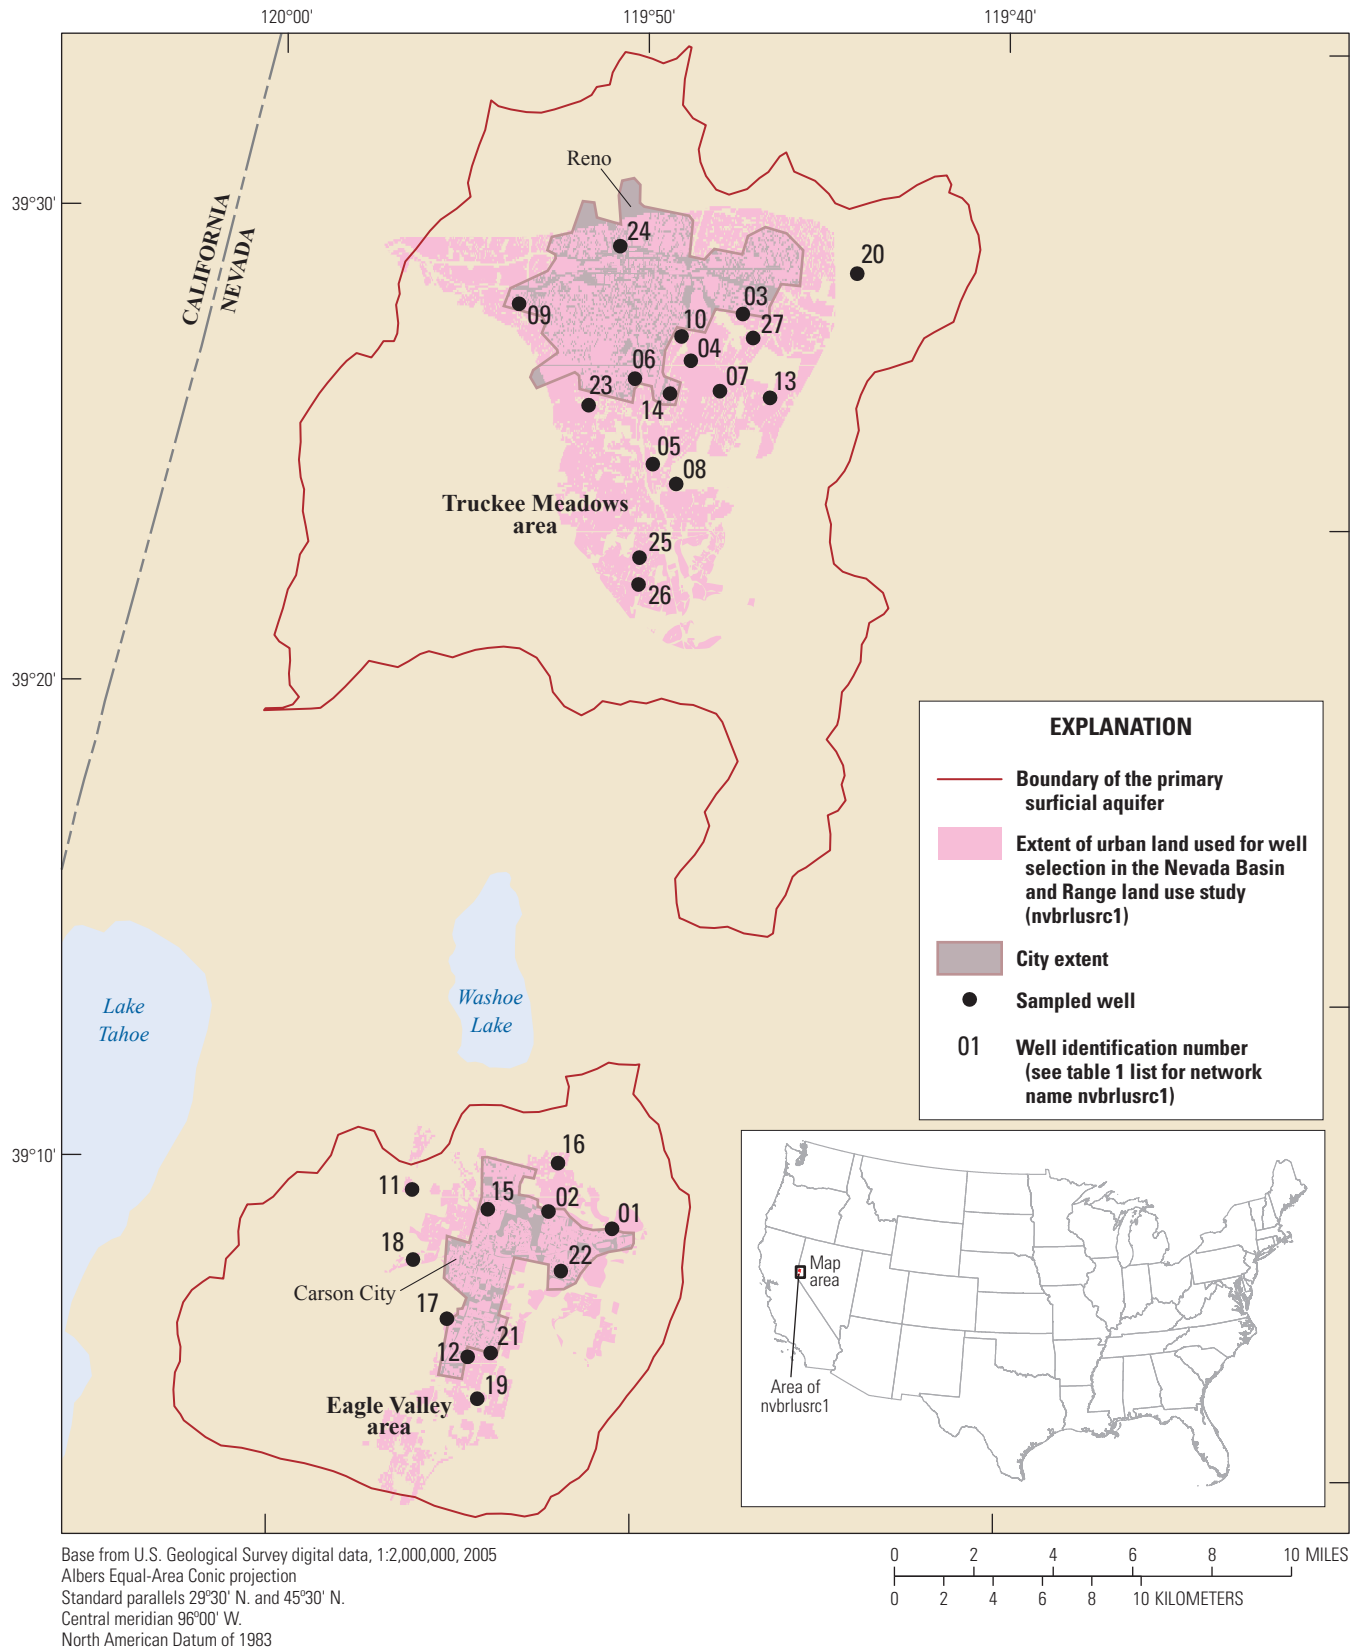 120°00'
119°50'
119°40'
39°30'
39°20'
39°10'
CALIFORNIA
NEVADA
Reno
24
20
09
03
10
27
04
06
07
13
23
14
05
08
Truckee Meadows
area
25
26
Lake
Tahoe
Washoe
Lake
16
11
15
02
01
18
22
Carson City
17
21
12
19
Eagle Valley
area
EXPLANATION
Boundary of the primary
surficial aquifer
Extent of urban land used for well
selection in the Nevada Basin
and Range land use study
(nvbrlusrc1)
City extent
Sampled well
01 Well identification number
(see table 1 list for network
name nvbrlusrc1)
Map
area
Area of
nvbrlusrc1
Base from U.S. Geological Survey digital data, 1:2,000,000, 2005
Albers Equal-Area Conic projection
Standard parallels 29°30' N. and 45°30' N.
Central meridian 96°00' W.
North American Datum of 1983
0 2 4 6 8 10 MILES
0 2 4 6 8 10 KILOMETERS